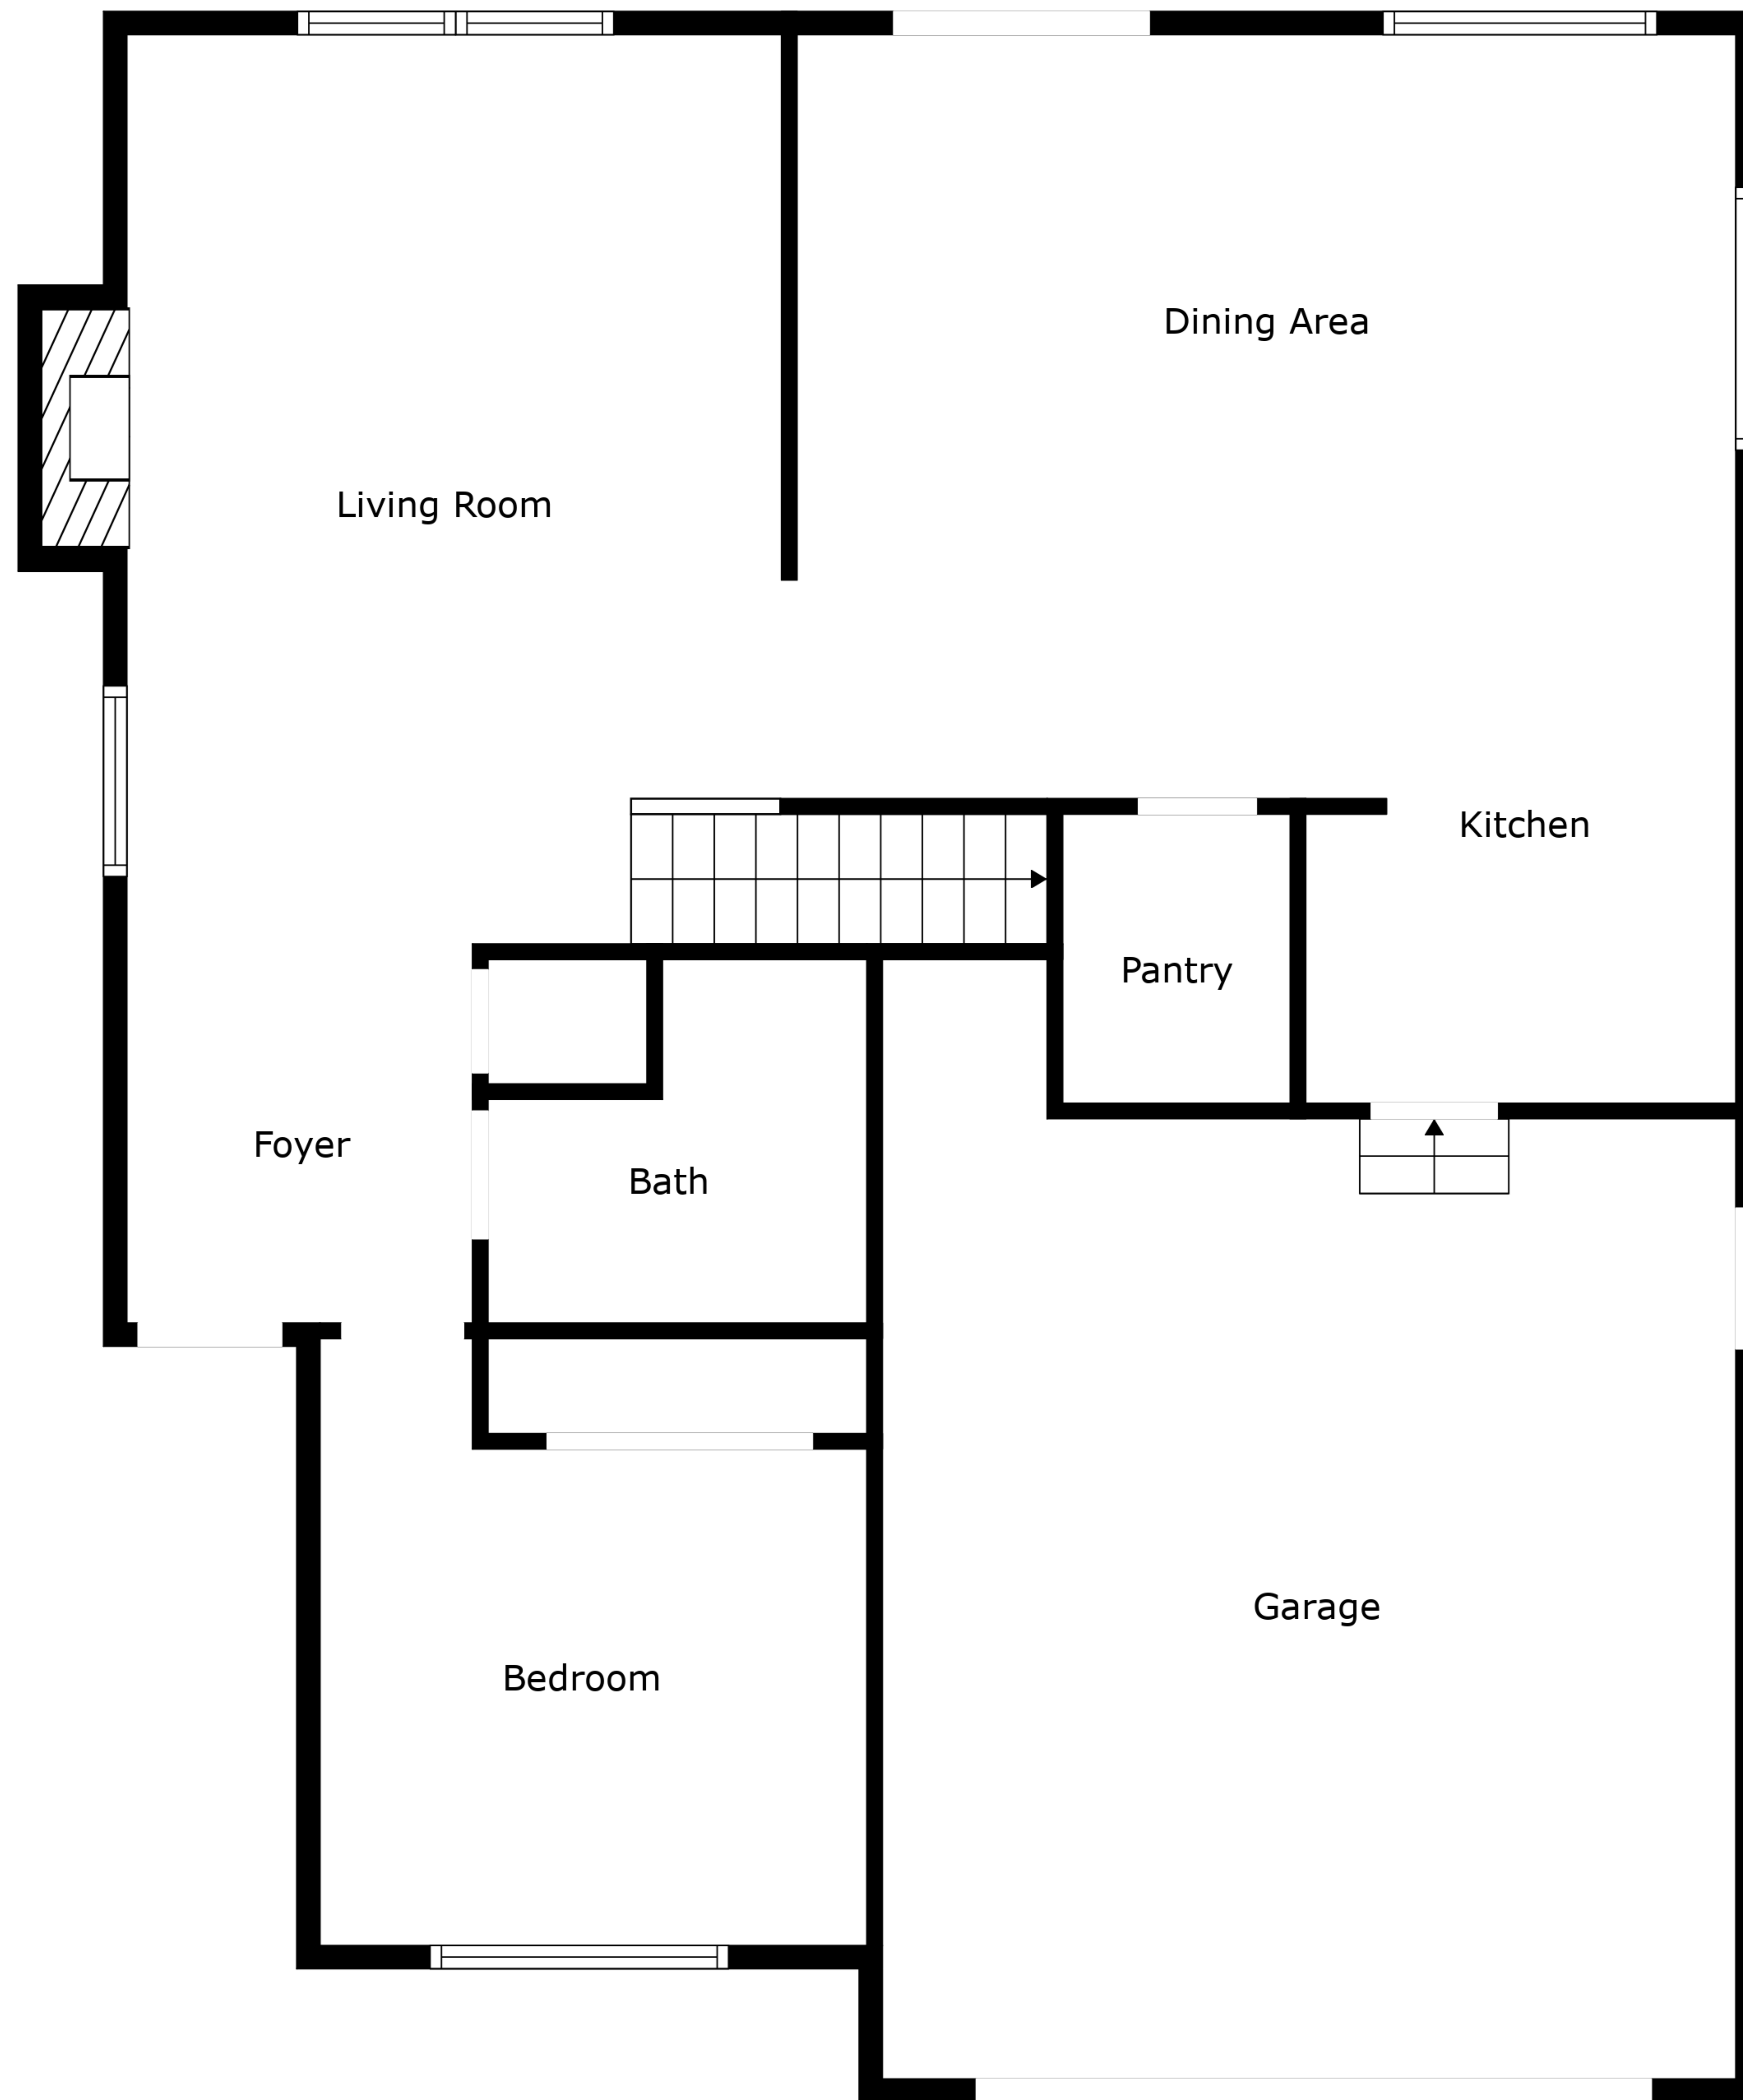 Dining Area
Living Room
Kitchen
Pantry
Foyer
Bath
Garage
Bedroom